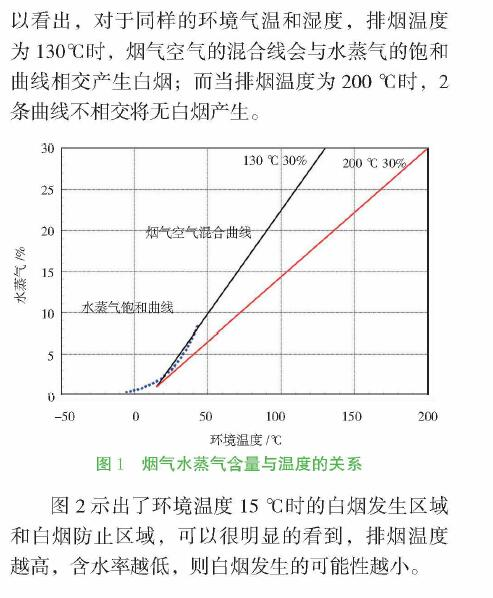 以看出，对于同样的环境气温和湿度，排烟温度
为 130℃时，烟气空气的混合线会与水蒸气的饱和
曲线相交产生白烟；而当排烟温度为 200 ℃时，2
条曲线不相交将无白烟产生。
30
130 ℃ 30%
200 ℃ 30%
25
烟气空气混合曲线
20
水蒸气/%
15
水蒸气饱和曲线
10
5
0
-50
0
50
100
150
200
环境温度/℃
图 1 烟气水蒸气含量与温度的关系
图 2 示出了环境温度 15 ℃时的白烟发生区域
和白烟防止区域，可以很明显的看到，排烟温度
越高，含水率越低，则白烟发生的可能性越小。